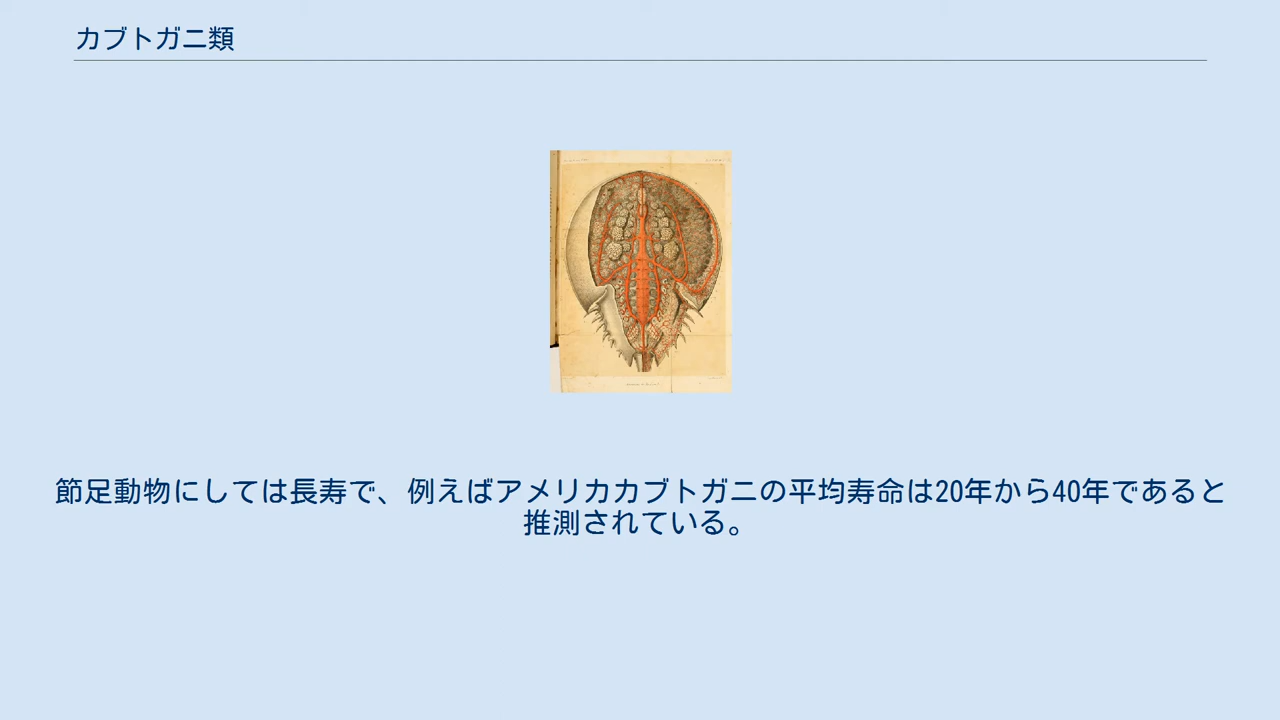 カブトガニ類
節足動物にしては長寿で、例えばアメリカカブトガニの平均寿命は20年から40年であると
推測されている。